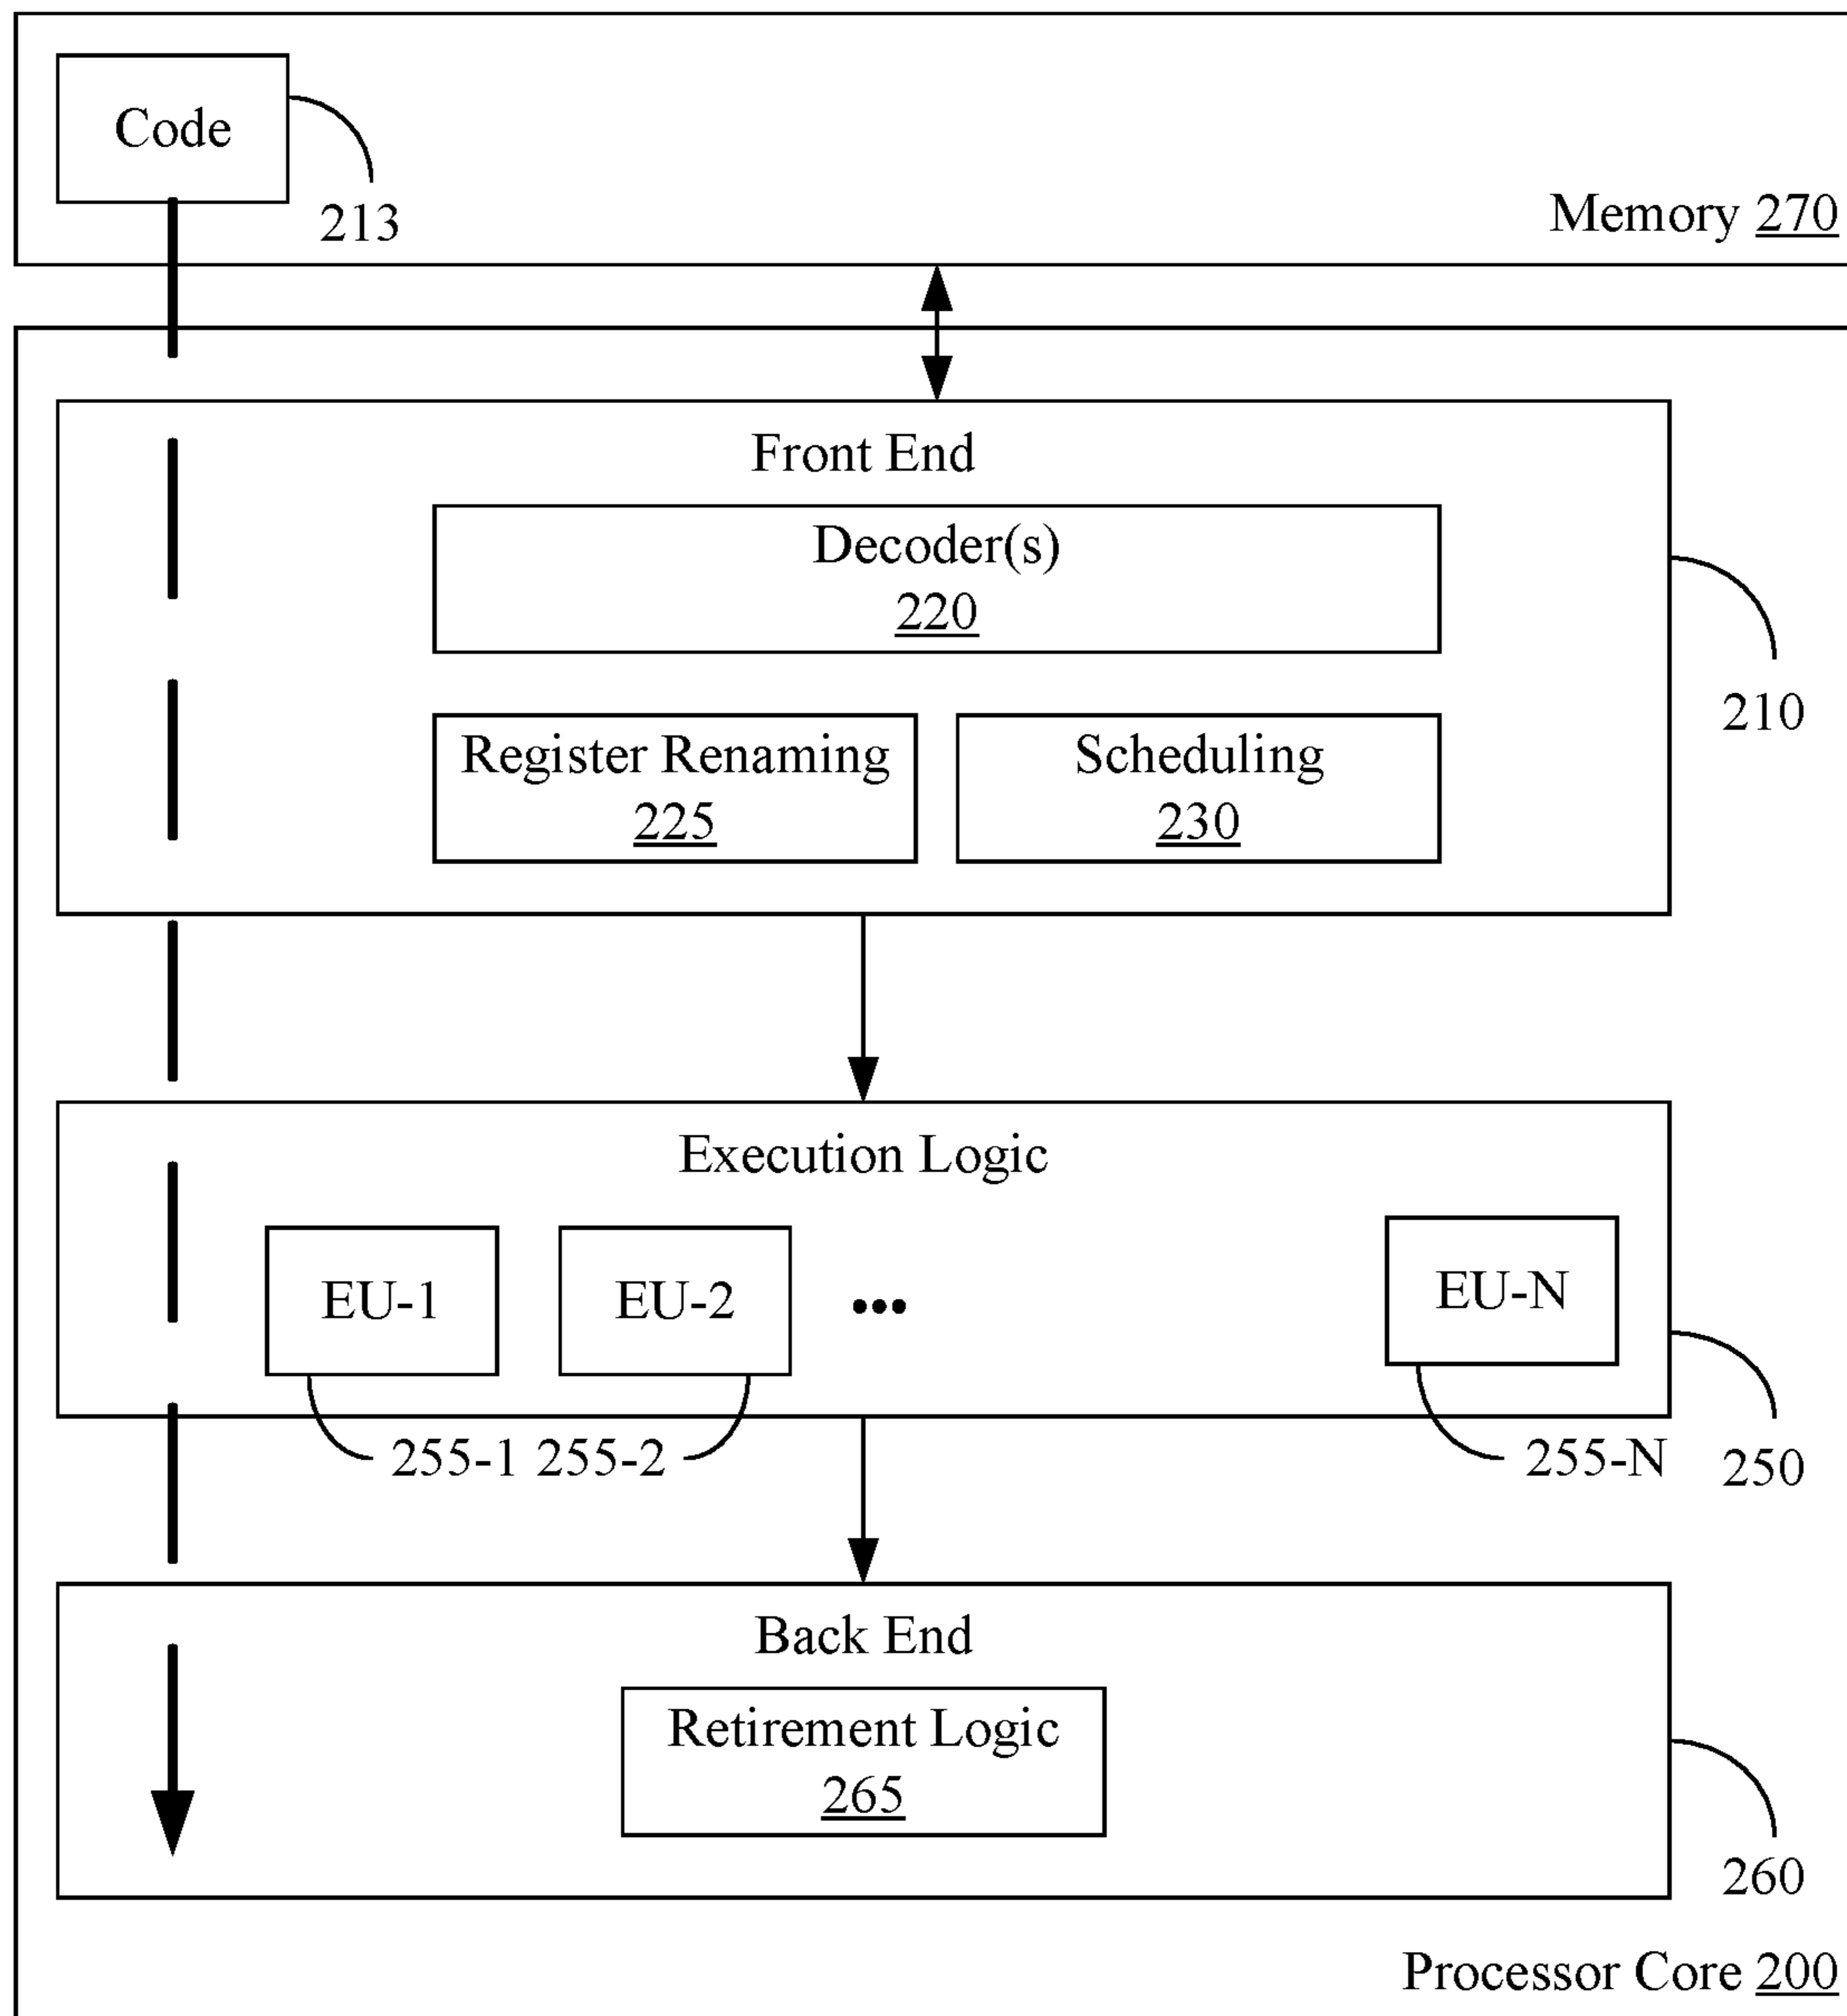 Code
213
Memory 270
Front End
Decoder(s)
220
210
Register Renaming
225
Scheduling
230
Execution Logic
EU-1
EU-2
•••
EU-N
255-1 255-2
255-N
250
Back End
Retirement Logic
265
260
Processor Core 200